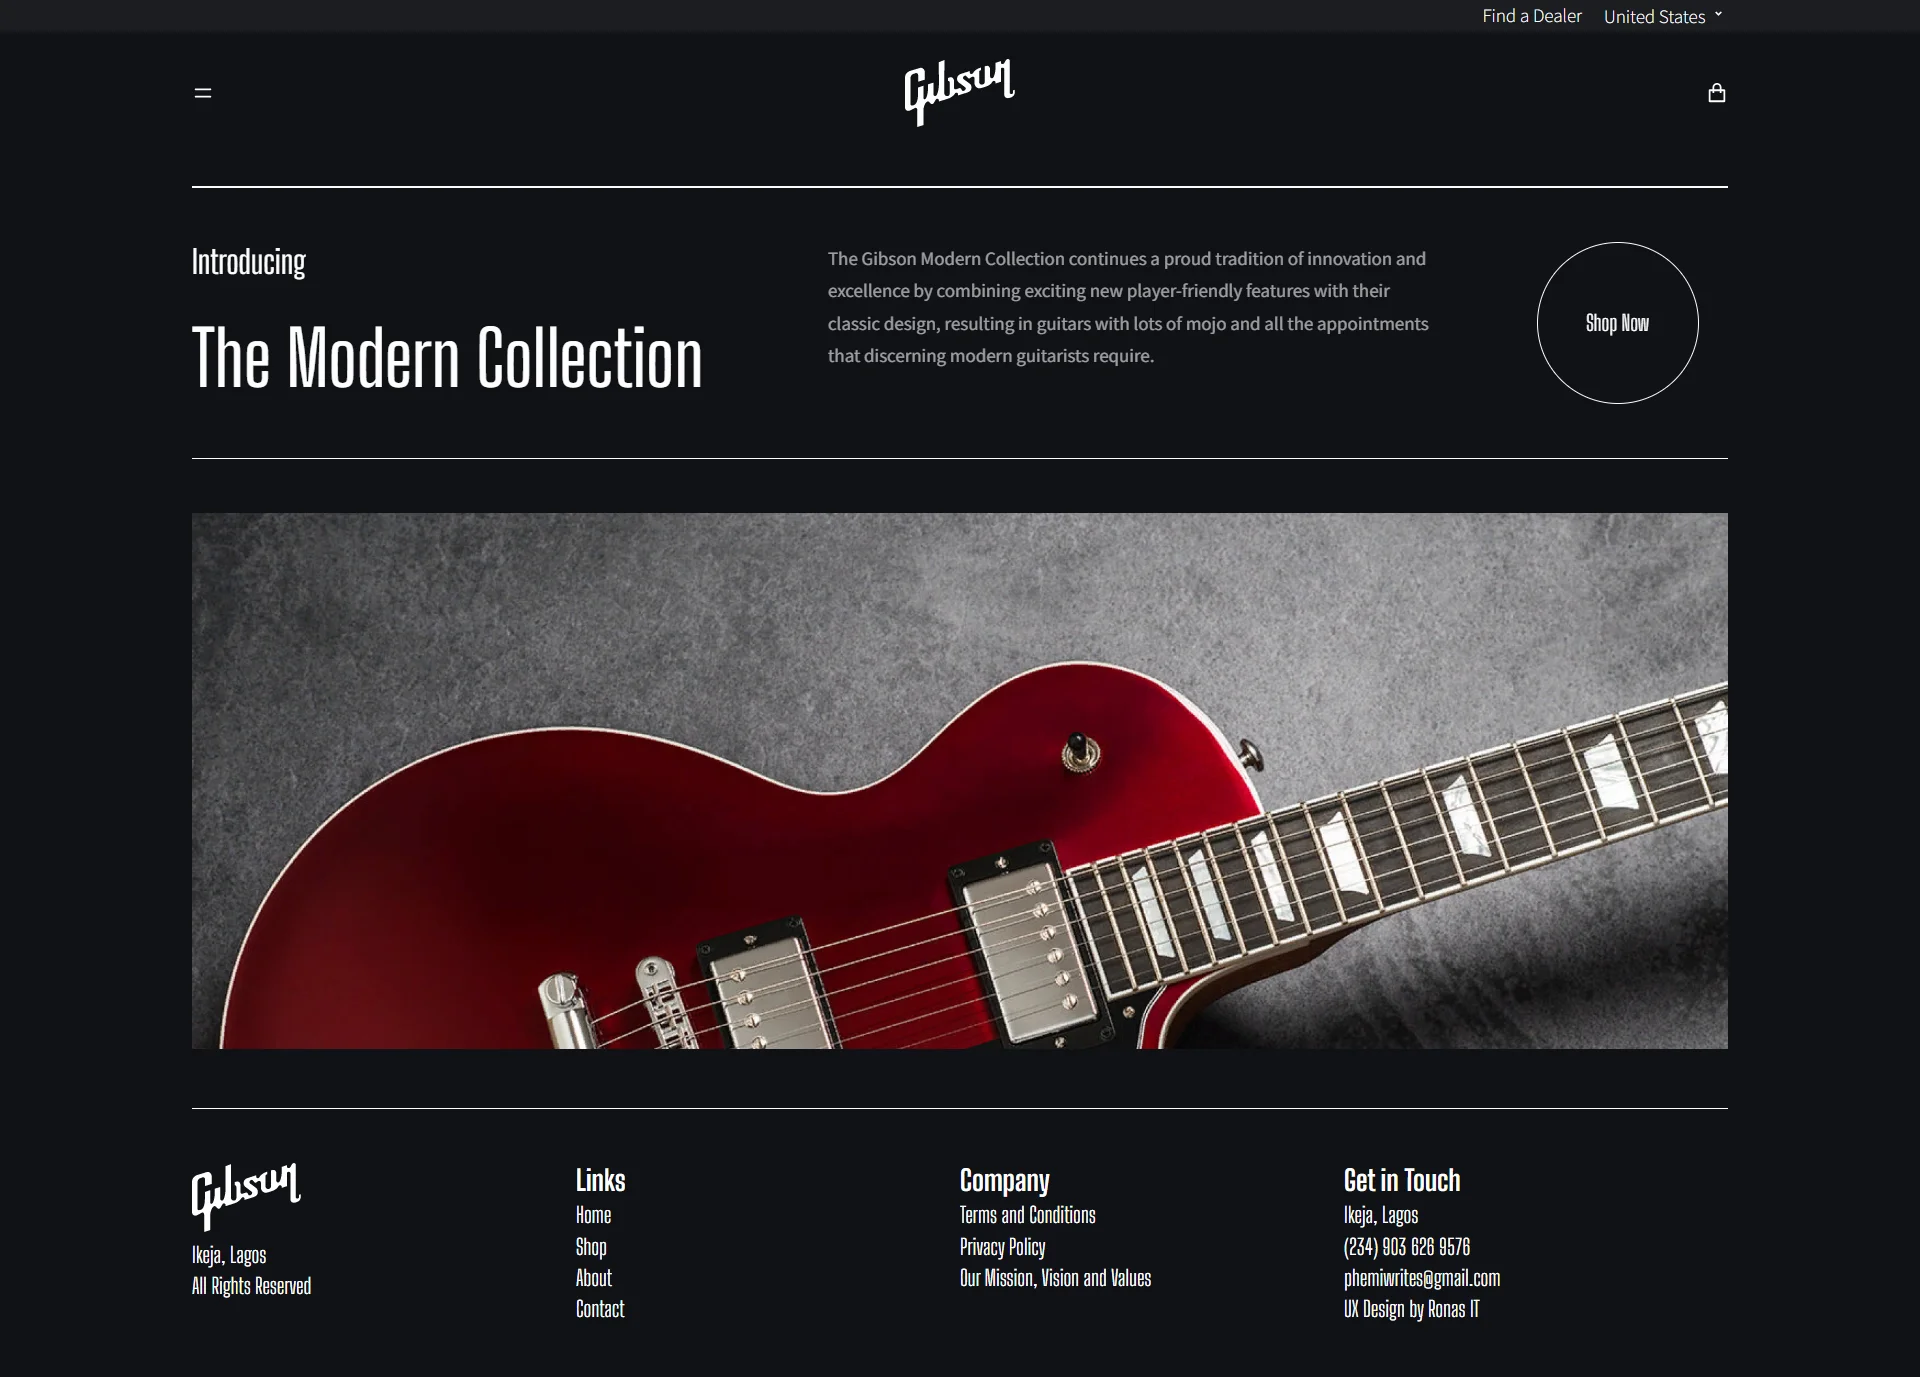 Find a Dealer United States
Gibson
Introducing
The Modern Collection
The Gibson Modern Collection continues a proud tradition of innovation and
excellence by combining exciting new player-friendly features with their
classic design, resulting in guitars with lots of mojo and all the appointments
that discerning modern guitarists require.
Shop Now
Gibson
Ikeja, Lagos
All Rights Reserved
Links
Home
Shop
About
Contact
Company
Terms and Conditions
Privacy Policy
Our Mission, Vision and Values
Get in Touch
Ikeja, Lagos
(234) 903 626 9576
phemiwrites@gmail.com
UX Design by Ronas IT